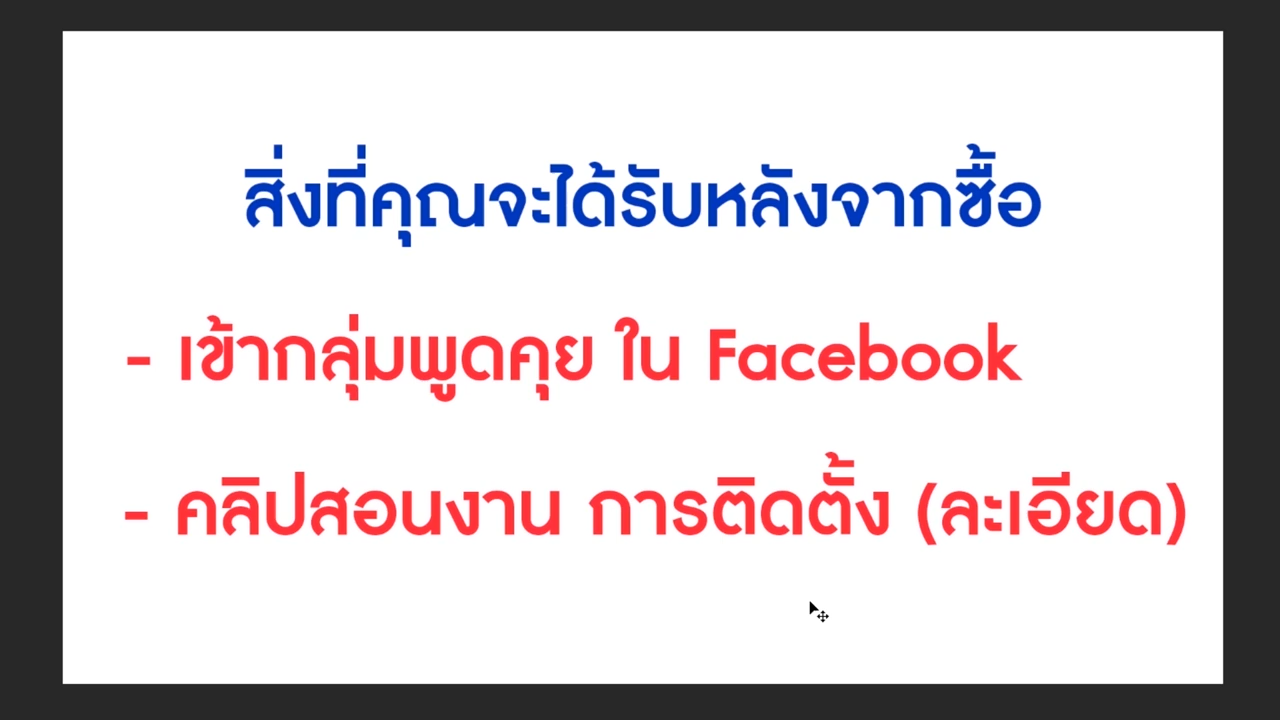 สิ่งที่คุณจะได้รับหลังจากซื้อ
- เข้ากลุ่มพูดคุย ใน Facebook
- คลิปสอนงาน การติดตั้ง (ละเอียด)